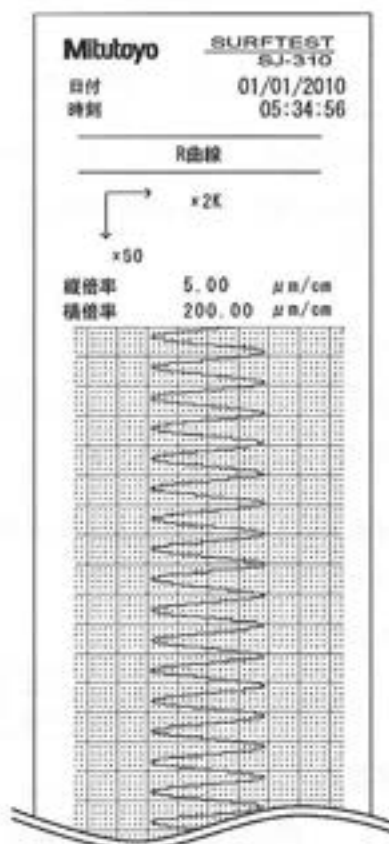 Mitutoyo SURFTEST
SJ-310
日付 01/01/2010
時刻 05:34:56
R曲線
×2K
×50
縦倍率 5.00 μm/cm
横倍率 200.00 μm/cm